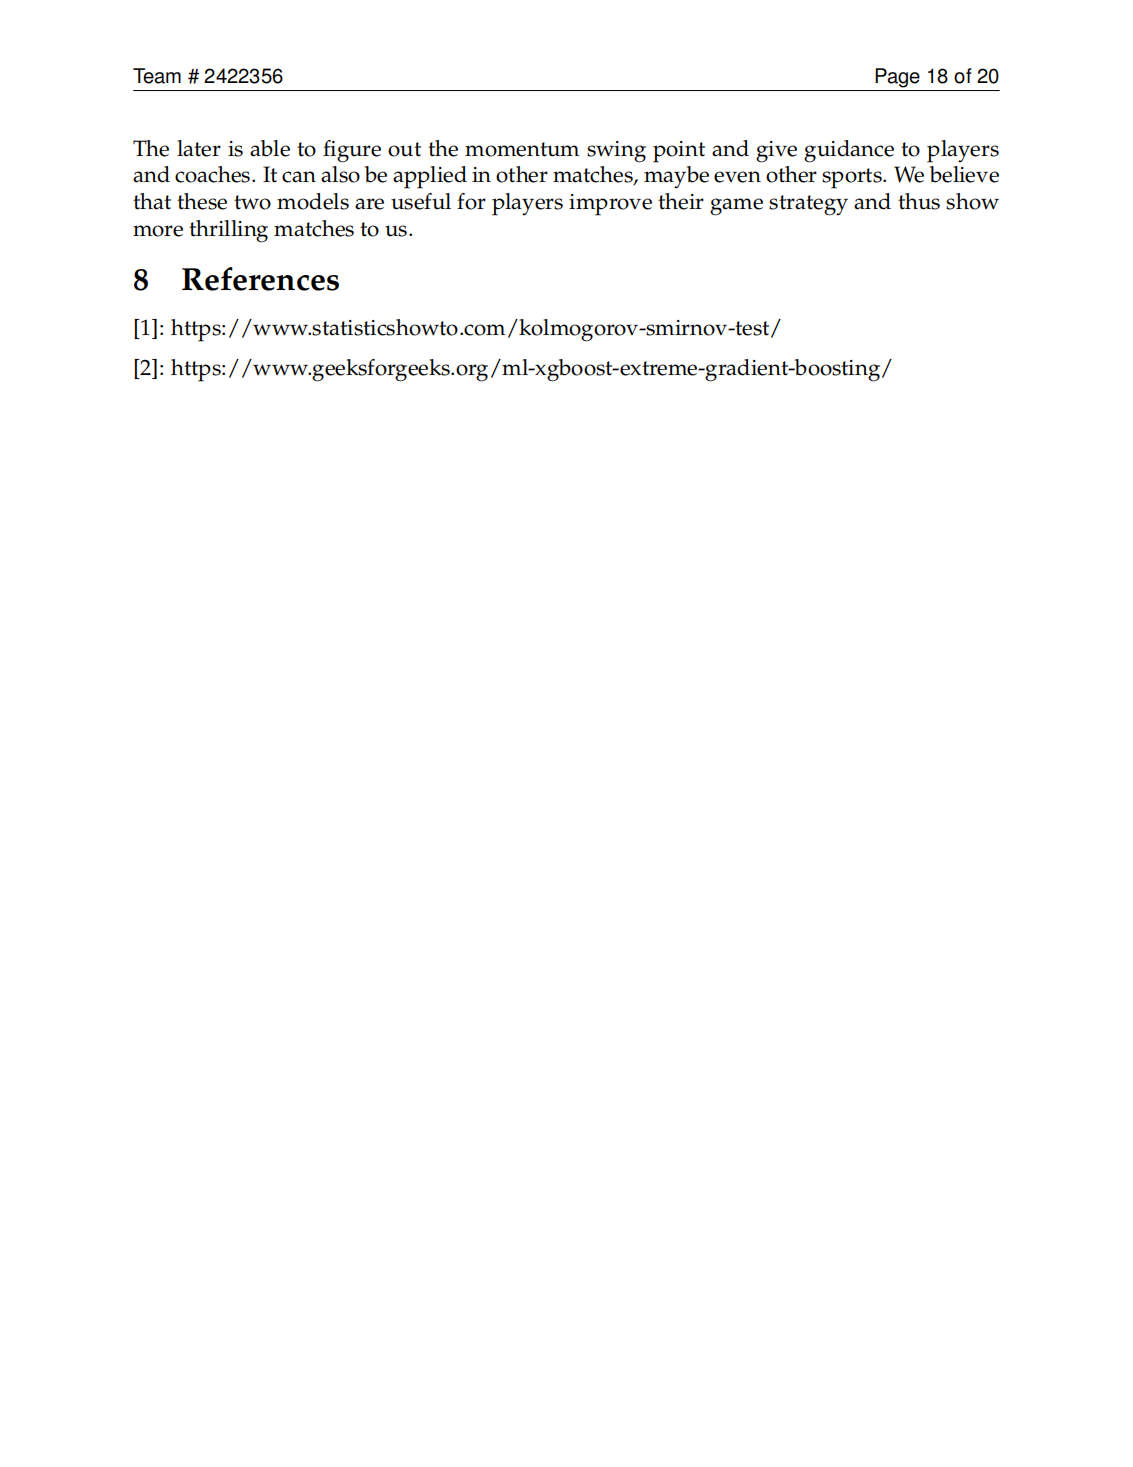 Team # 2422356 Page 18 of 20
The later is able to figure out the momentum swing point and give guidance to players
and coaches. It can also be applied in other matches, maybe even other sports. We believe
that these two models are useful for players improve their game strategy and thus show
more thrilling matches to us.
8 References
[1]: https://www.statisticshowto.com/kolmogorov-smirnov-test/
[2]: https://www.geeksforgeeks.org/ml-xgboost-extreme-gradient-boosting/